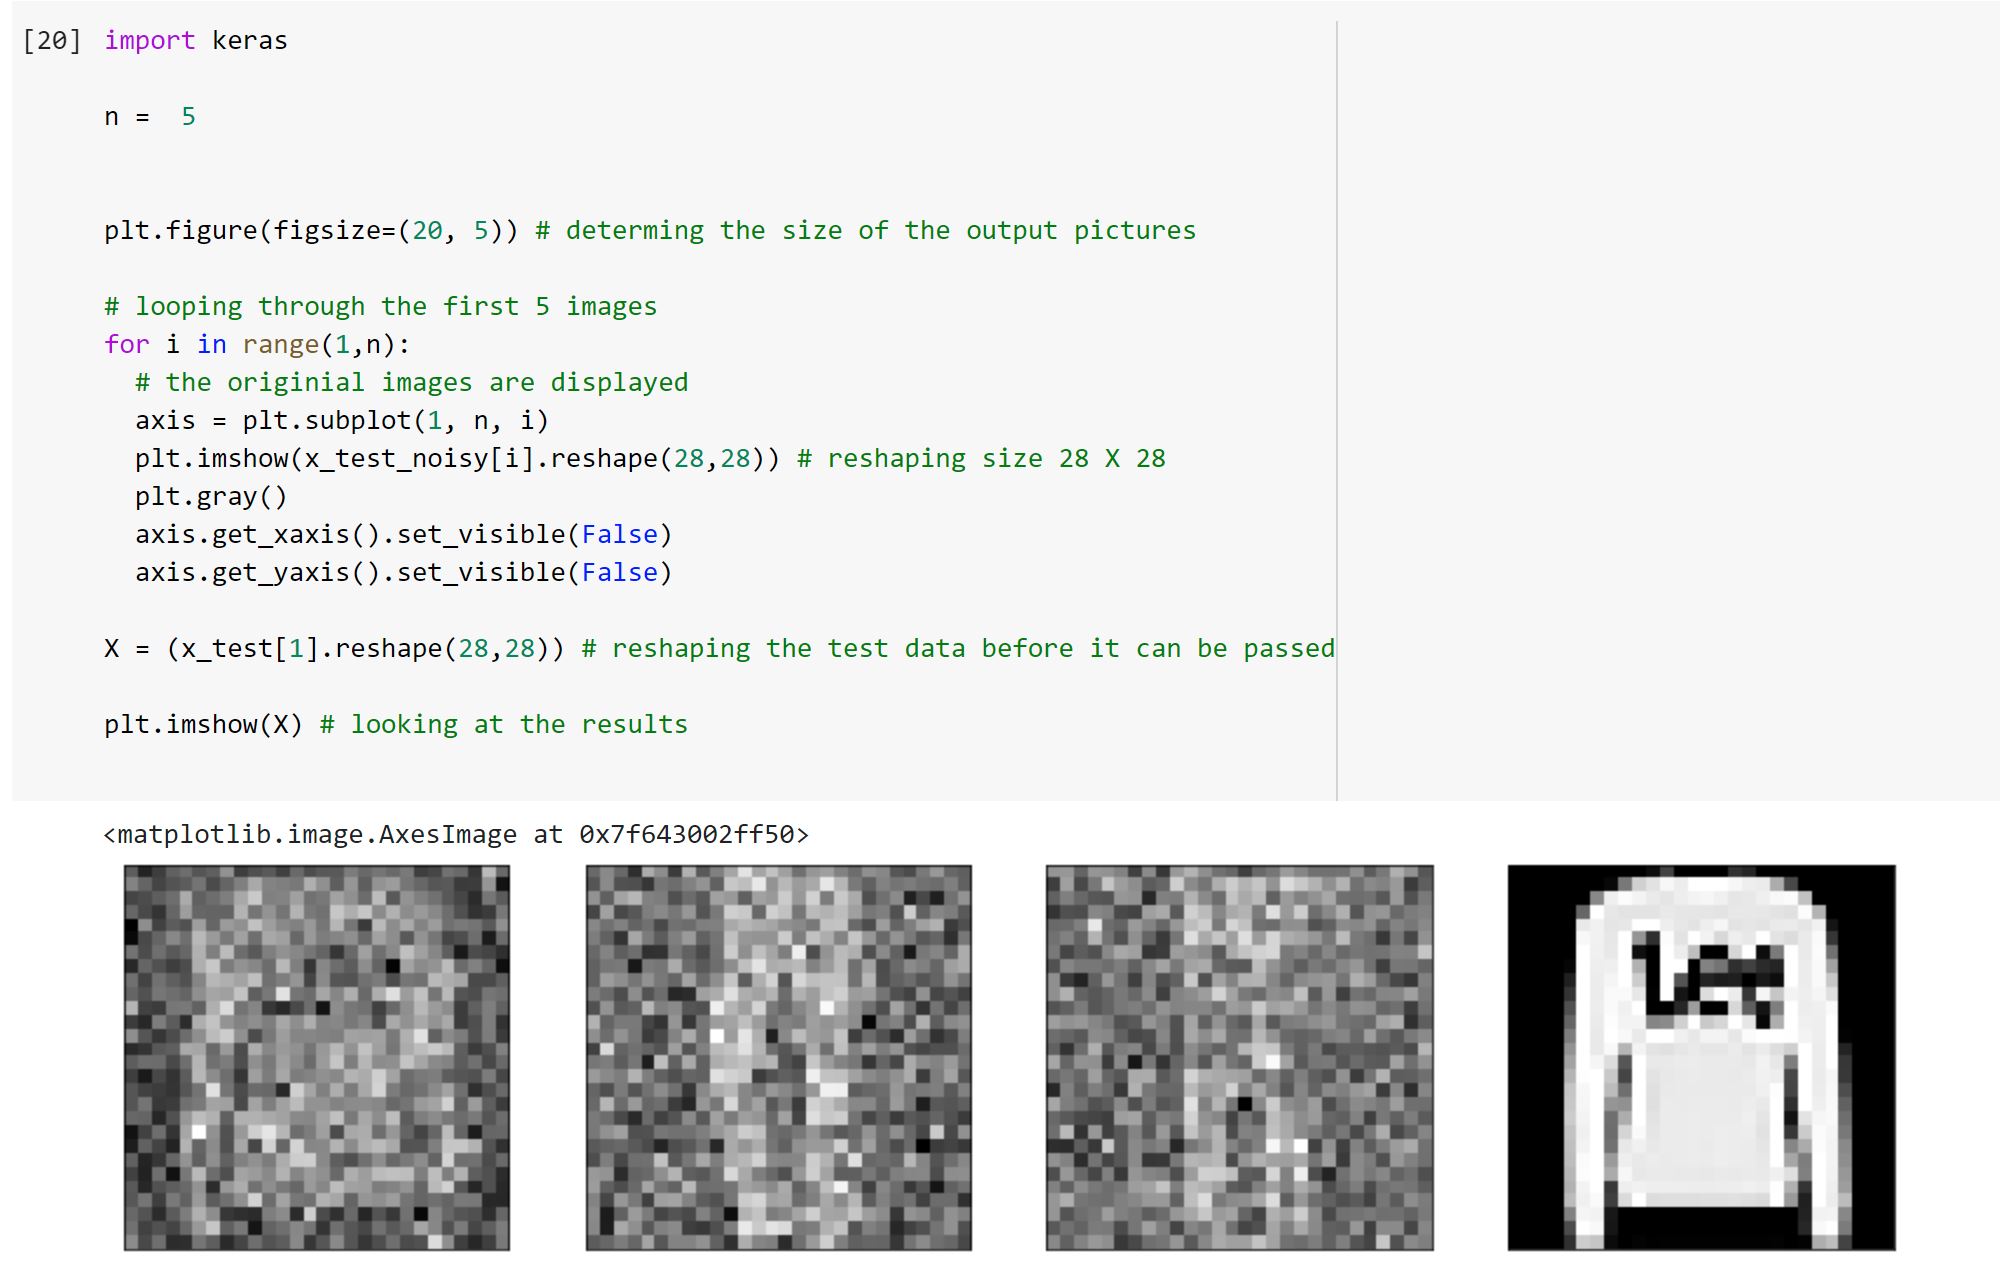 [20] import keras
n =  5
plt.figure(figsize=(20, 5)) # determing the size of the output pictures
# looping through the first 5 images
for i in range(1,n):
  # the originial images are displayed
  axis = plt.subplot(1, n, i)
  plt.imshow(x_test_noisy[i].reshape(28,28)) # reshaping size 28 X 28
  plt.gray()
  axis.get_xaxis().set_visible(False)
  axis.get_yaxis().set_visible(False)
X = (x_test[1].reshape(28,28)) # reshaping the test data before it can be passed
plt.imshow(X) # looking at the results
<matplotlib.image.AxesImage at 0x7f643002ff50>